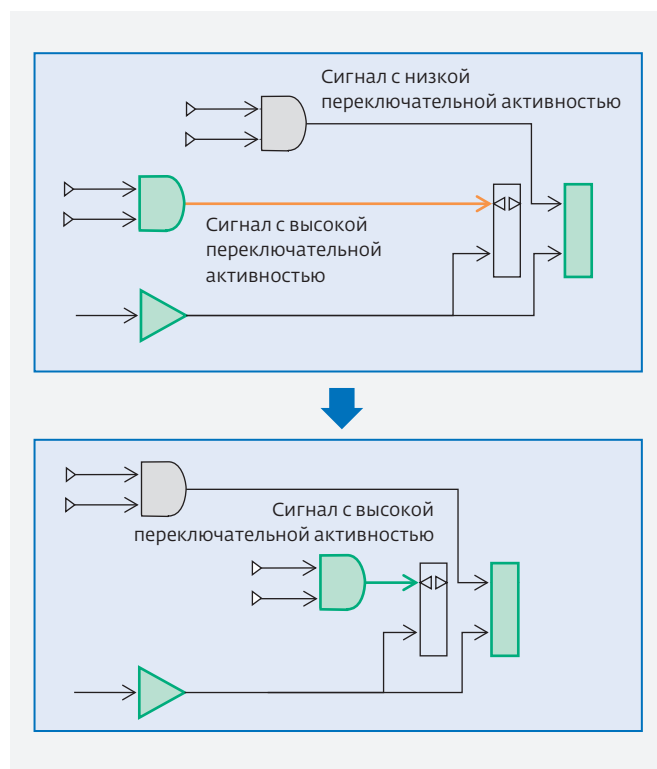 Сигнал с низкой
переключательной активностью
Сигнал с высокой
переключательной
активностью
Сигнал с высокой
переключательной активностью